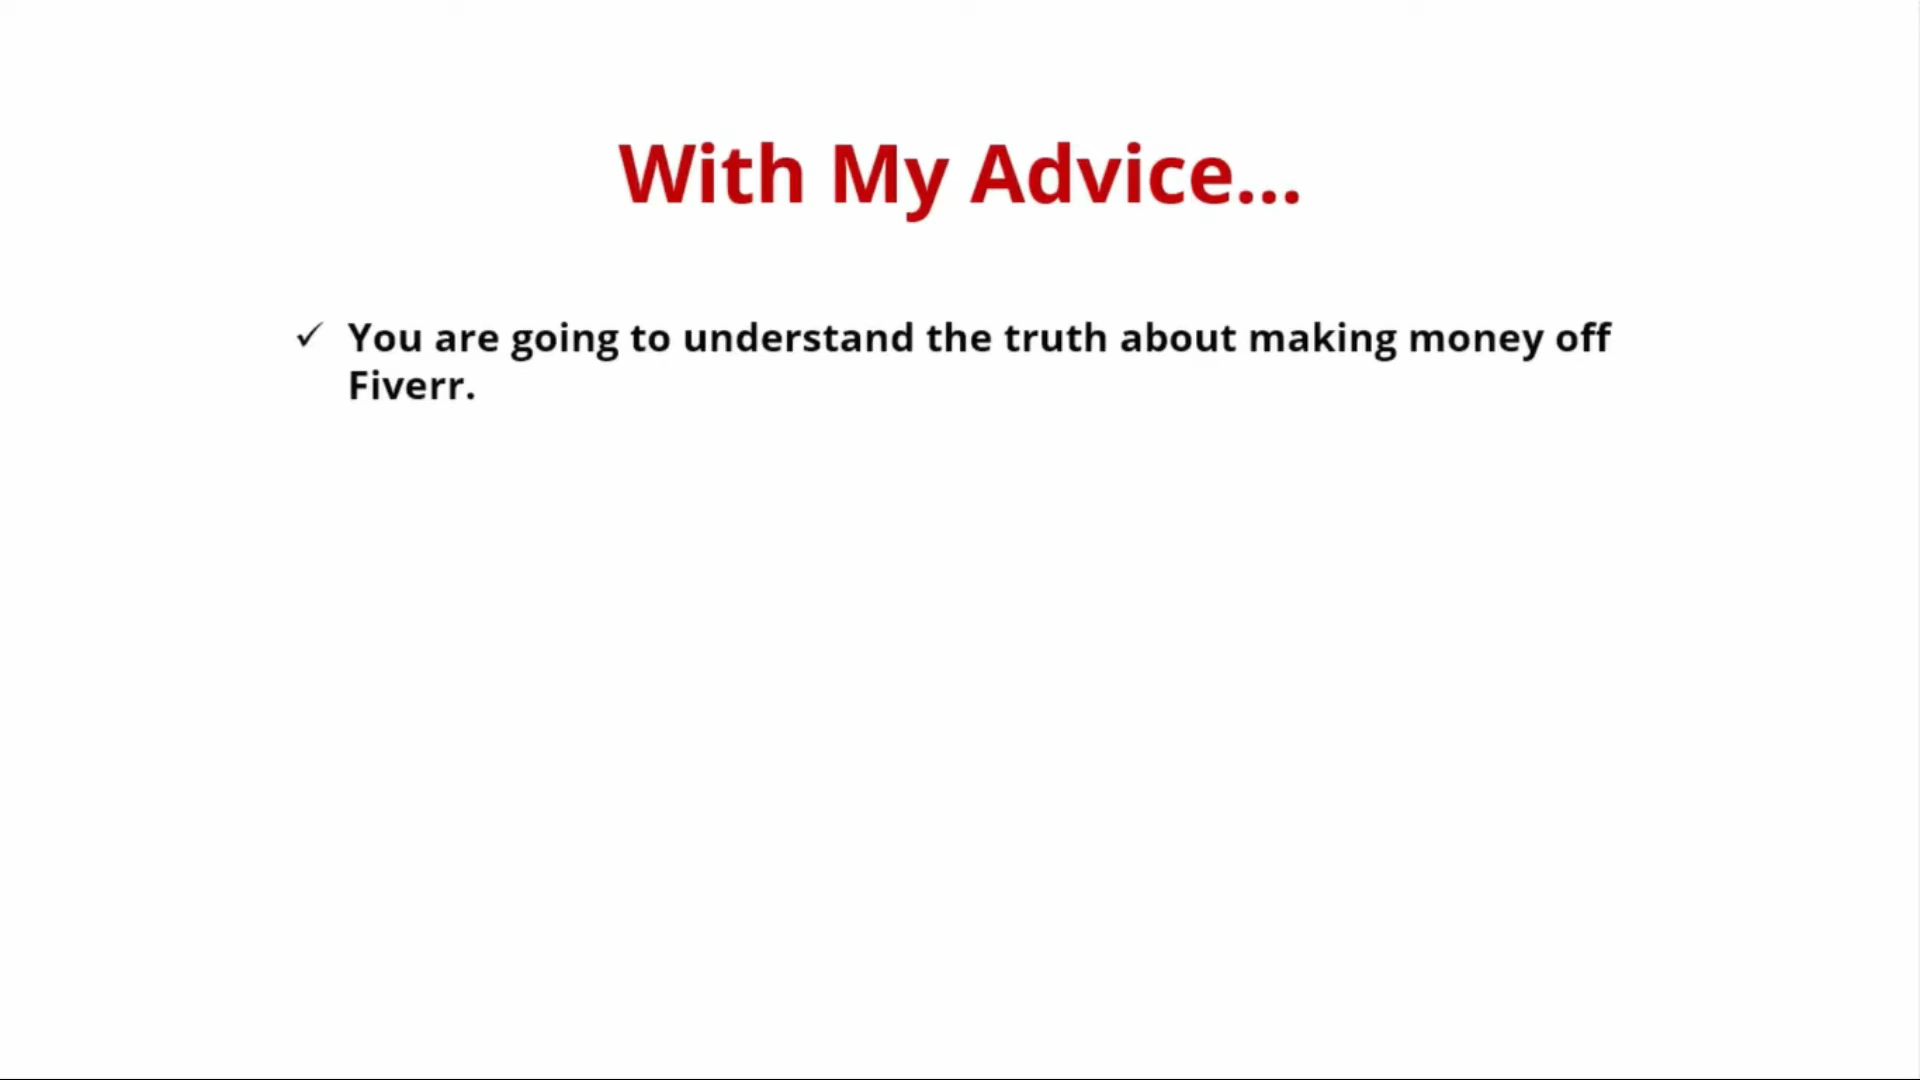 With My Advice...
✓ You are going to understand the truth about making money off
Fiverr.